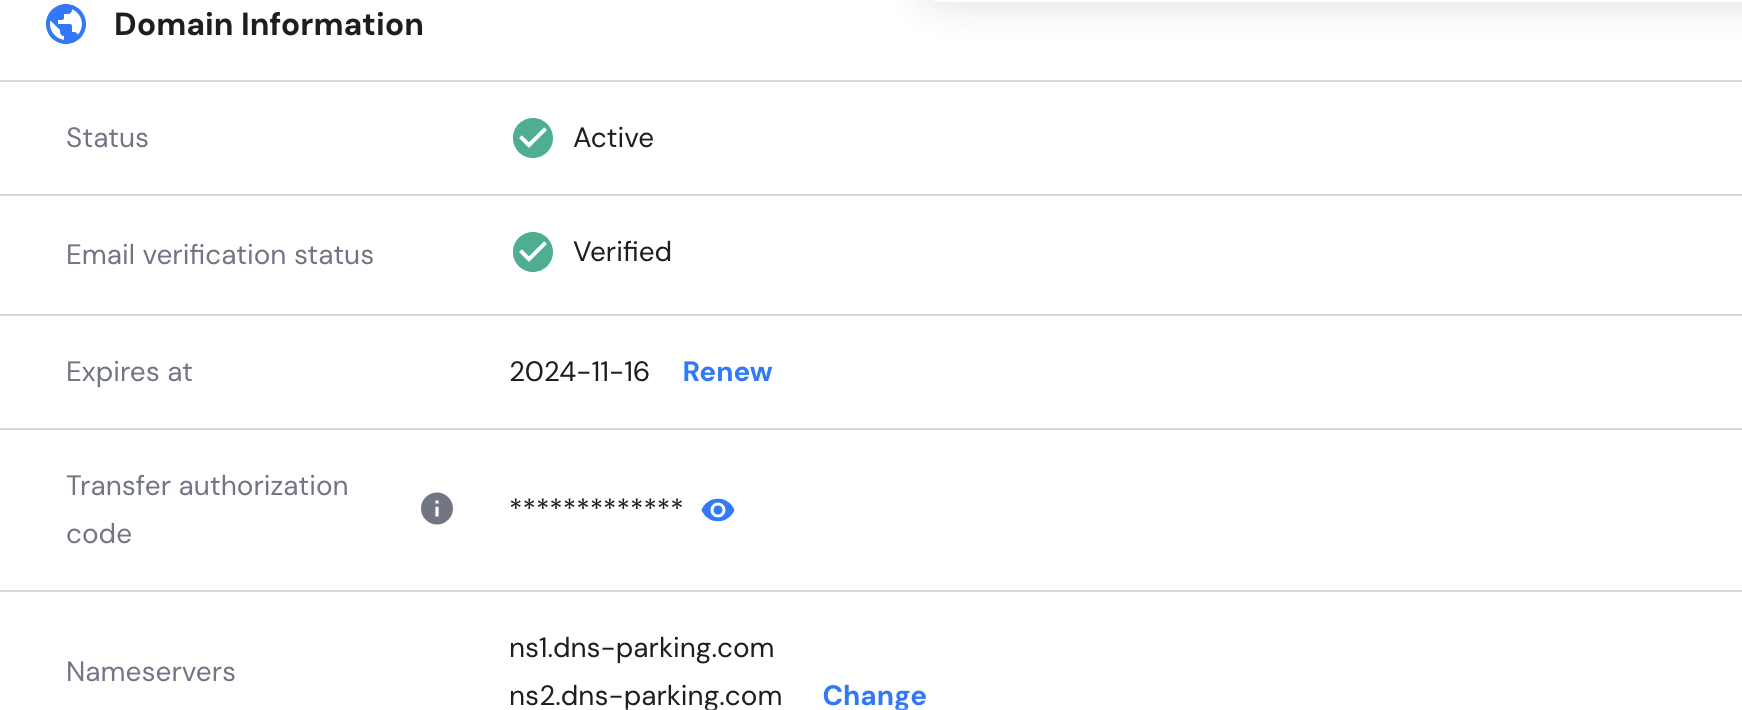 Domain Information
Status
Active
Email verification status
Verified
Expires at
2024-11-16 Renew
Transfer authorization
code
*************
Nameservers
ns1.dns-parking.com
ns2.dns-parking.com Change